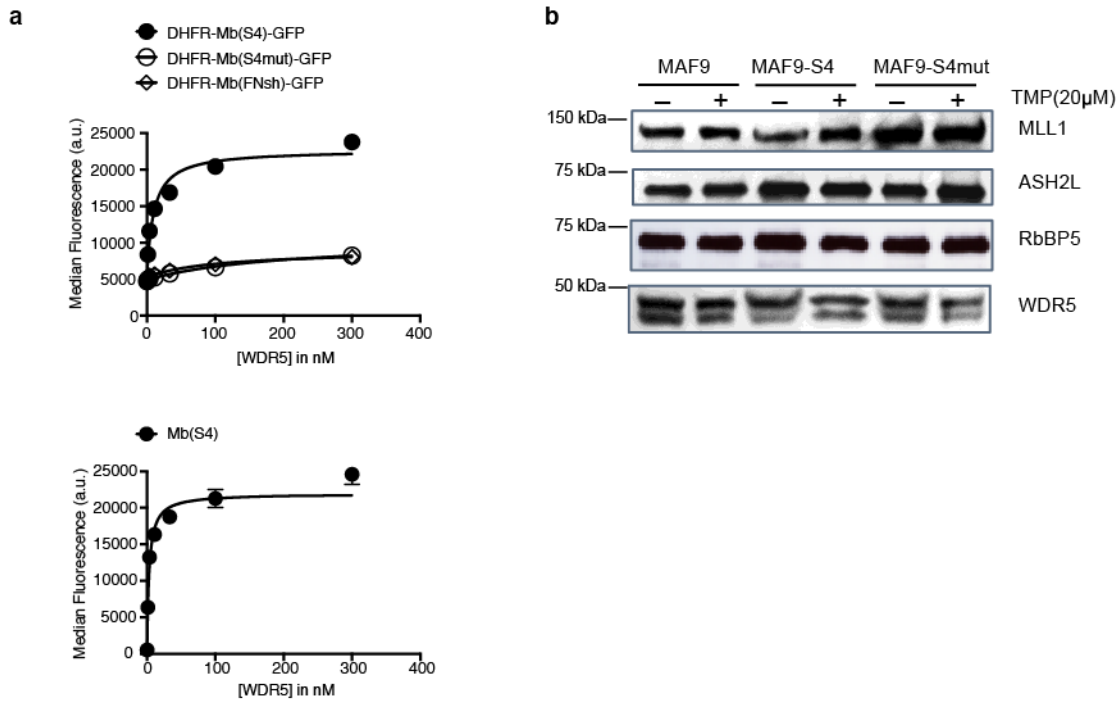 a
DHFR-Mb(S4)-GFP
DHFR-Mb(S4mut)-GFP
DHFR-Mb(FNsh)-GFP
25000
20000
15000
10000
5000
0
Median Fluorescence (a.u.)
0 100 200 300 400
[WDR5] in nM
Mb(S4)
25000
20000
15000
10000
5000
0
Median Fluorescence (a.u.)
0 100 200 300 400
[WDR5] in nM
b
MAF9 MAF9-S4 MAF9-S4mut
– + – + – + TMP(20µM)
150 kDa MLL1
75 kDa ASH2L
75 kDa RbBP5
50 kDa WDR5